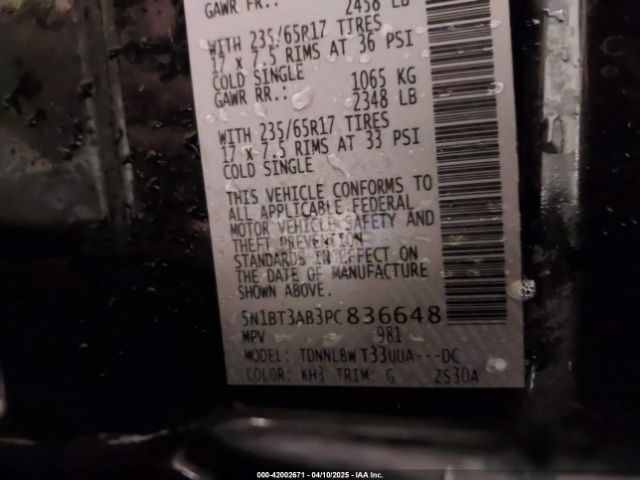 GAWR FR.: 2458 LB
WITH 235/65R17 TIRES
17 x 7.5 RIMS AT 36 PSI
COLD SINGLE 1065 KG
GAWR RR.: 2348 LB
WITH 235/65R17 TIRES
17 x 7.5 RIMS AT 33 PSI
COLD SINGLE
THIS VEHICLE CONFORMS TO
ALL APPLICABLE FEDERAL
MOTOR VEHICLE SAFETY AND
THEFT PREVENTION
STANDARDS IN EFFECT ON
THE DATE OF MANUFACTURE
SHOWN ABOVE.
5N1BT3AB3PC836648
MPV 981
MODEL: TDNNLBW T33UUA---DC
COLOR: KH3 TRIM: G 2S30A
000-42002671 - 04/10/2025 - IAA Inc.